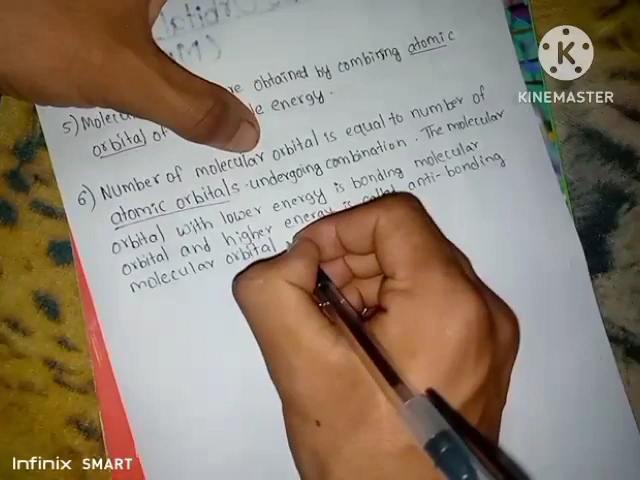 5) Molecu re obtained by combining atomic
orbital of le energy.
6) Number of molecular orbital is equal to number of
atomic orbitals undergoing combination. The molecular
orbital with lower energy is bonding molecular
orbital and higher energy is called anti-bonding
molecular orbital
K
KINEMASTER
Infinix SMART